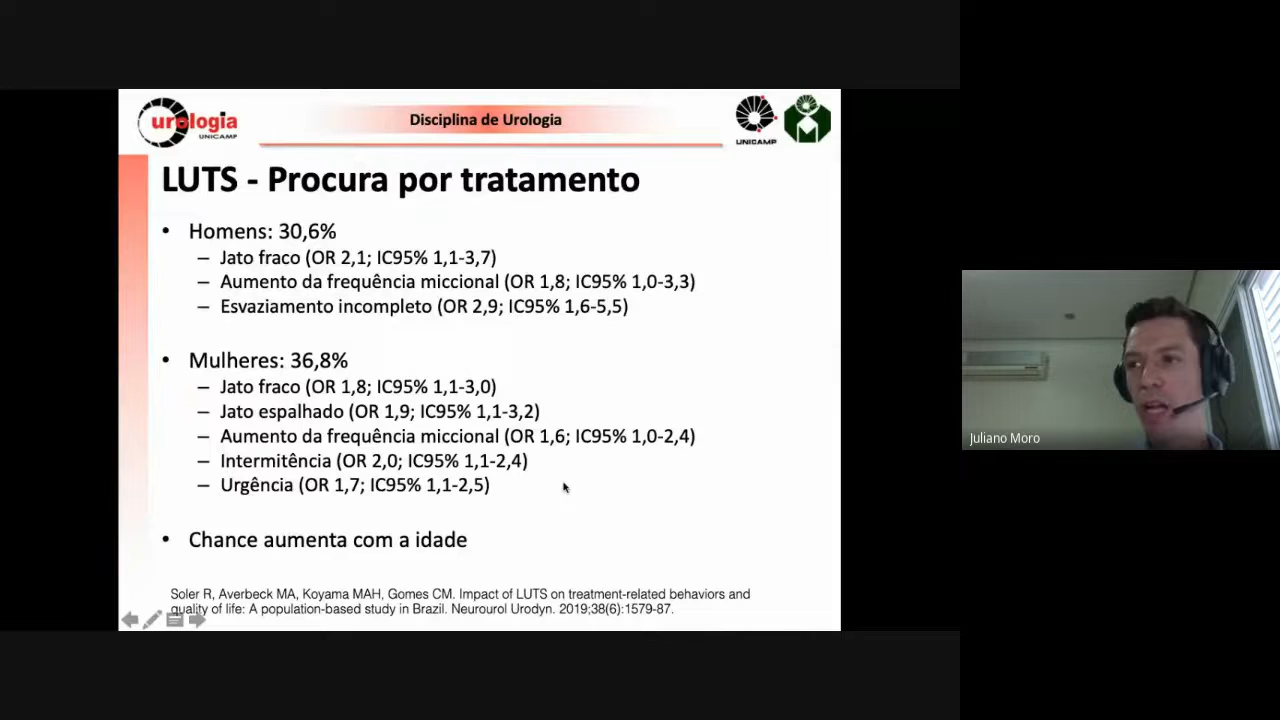 urologia
UNICAMP
Disciplina de Urologia
UNICAMP
LUTS - Procura por tratamento
• Homens: 30,6%
– Jato fraco (OR 2,1; IC95% 1,1-3,7)
– Aumento da frequência miccional (OR 1,8; IC95% 1,0-3,3)
– Esvaziamento incompleto (OR 2,9; IC95% 1,6-5,5)
• Mulheres: 36,8%
– Jato fraco (OR 1,8; IC95% 1,1-3,0)
– Jato espalhado (OR 1,9; IC95% 1,1-3,2)
– Aumento da frequência miccional (OR 1,6; IC95% 1,0-2,4)
– Intermitência (OR 2,0; IC95% 1,1-2,4)
– Urgência (OR 1,7; IC95% 1,1-2,5)
• Chance aumenta com a idade
Soler R, Averbeck MA, Koyama MAH, Gomes CM. Impact of LUTS on treatment-related behaviors and
quality of life: A population-based study in Brazil. Neurourol Urodyn. 2019;38(6):1579-87.
Juliano Moro